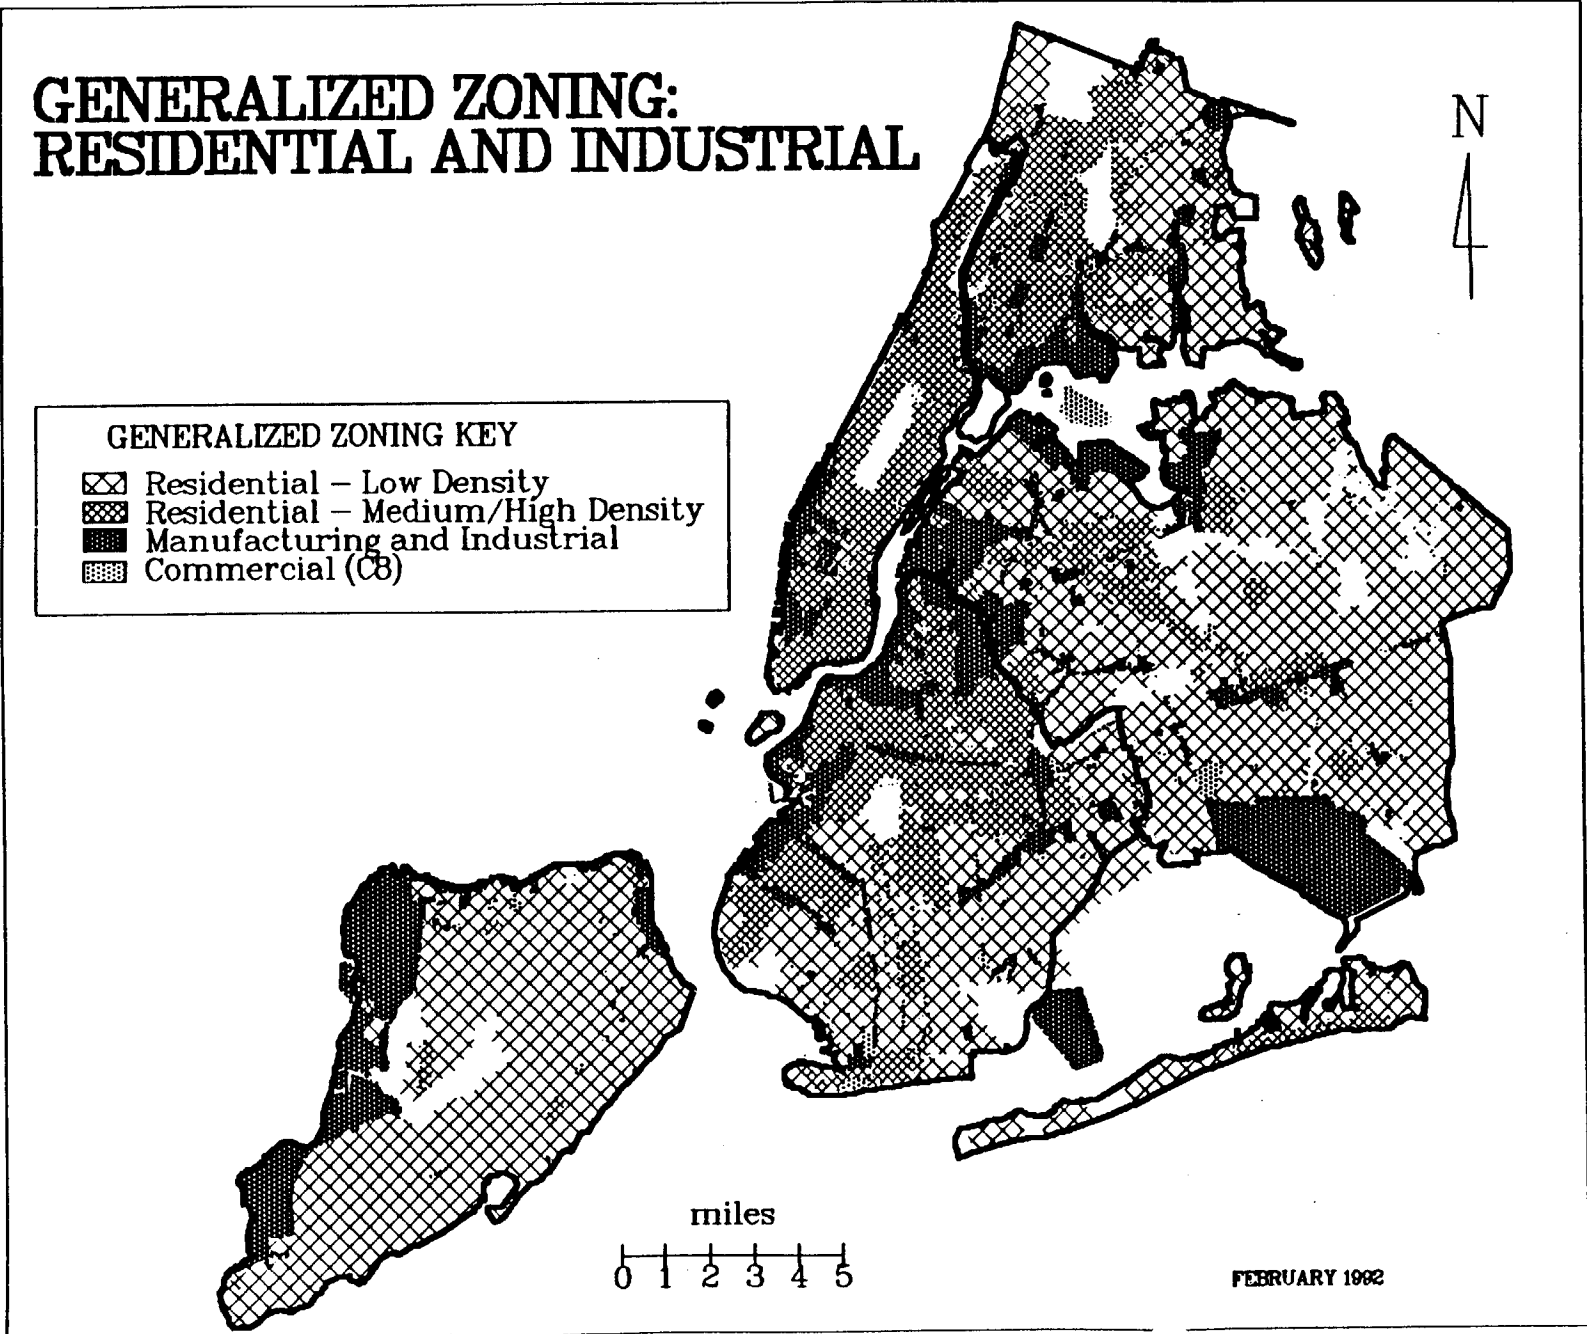 GENERALIZED ZONING:
RESIDENTIAL AND INDUSTRIAL
N
GENERALIZED ZONING KEY
Residential – Low Density
Residential – Medium/High Density
Manufacturing and Industrial
Commercial (C8)
miles
0 1 2 3 4 5
FEBRUARY 1992